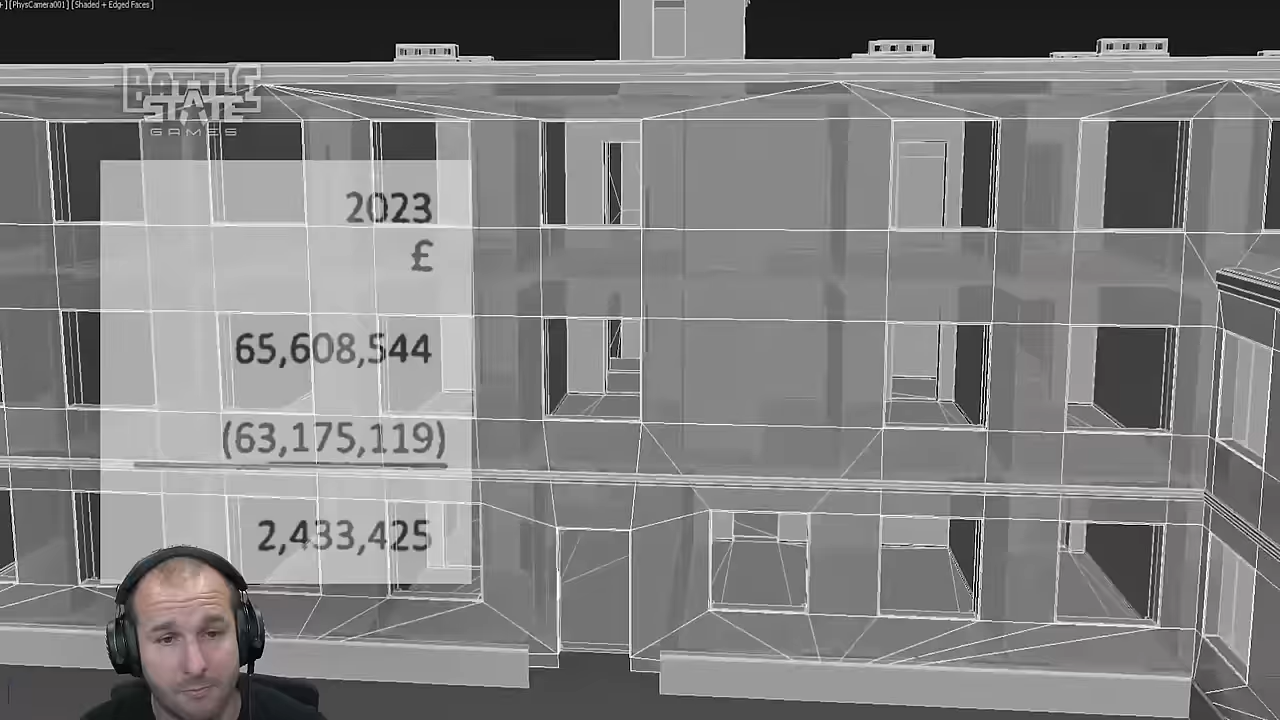 + ] [PhysCamera001 ] [Shaded + Edged Faces ]
BATTLE
STATE
GAMES
2023
£
65,608,544
(63,175,119)
2,433,425